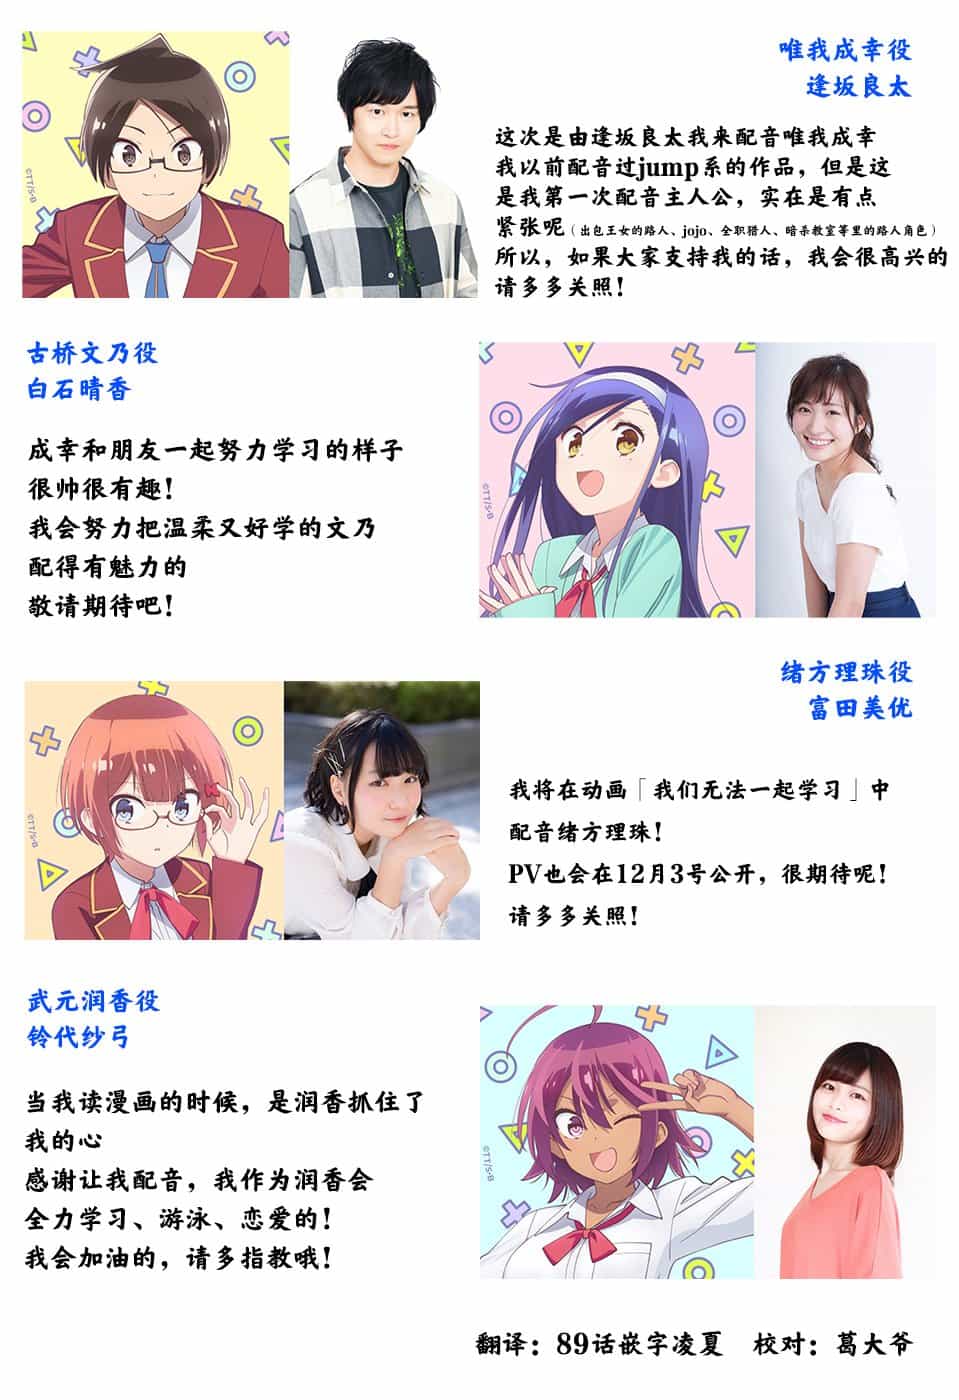 唯我成幸役
逢坂良太
这次是由逢坂良太我来配音唯我成幸
我以前配音过jump系的作品，但是这
是我第一次配音主人公，实在是有点
紧张呢（出包王女的路人、jojo、全职猎人、暗杀教室等里的路人角色）
所以，如果大家支持我的话，我会很高兴的
请多多关照！
©TT/S·B
古桥文乃役
白石晴香
成幸和朋友一起努力学习的样子
很帅很有趣！
我会努力把温柔又好学的文乃
配得有魅力的
敬请期待吧！
©TT/S·B
绪方理珠役
富田美优
我将在动画「我们无法一起学习」中
配音绪方理珠！
PV也会在12月3号公开，很期待呢！
请多多关照！
©TT/S·B
武元润香役
铃代纱弓
当我读漫画的时候，是润香抓住了
我的心
感谢让我配音，我作为润香会
全力学习、游泳、恋爱的！
我会加油的，请多指教哦！
©TT/S·B
翻译：89话嵌字凌夏　校对：葛大爷